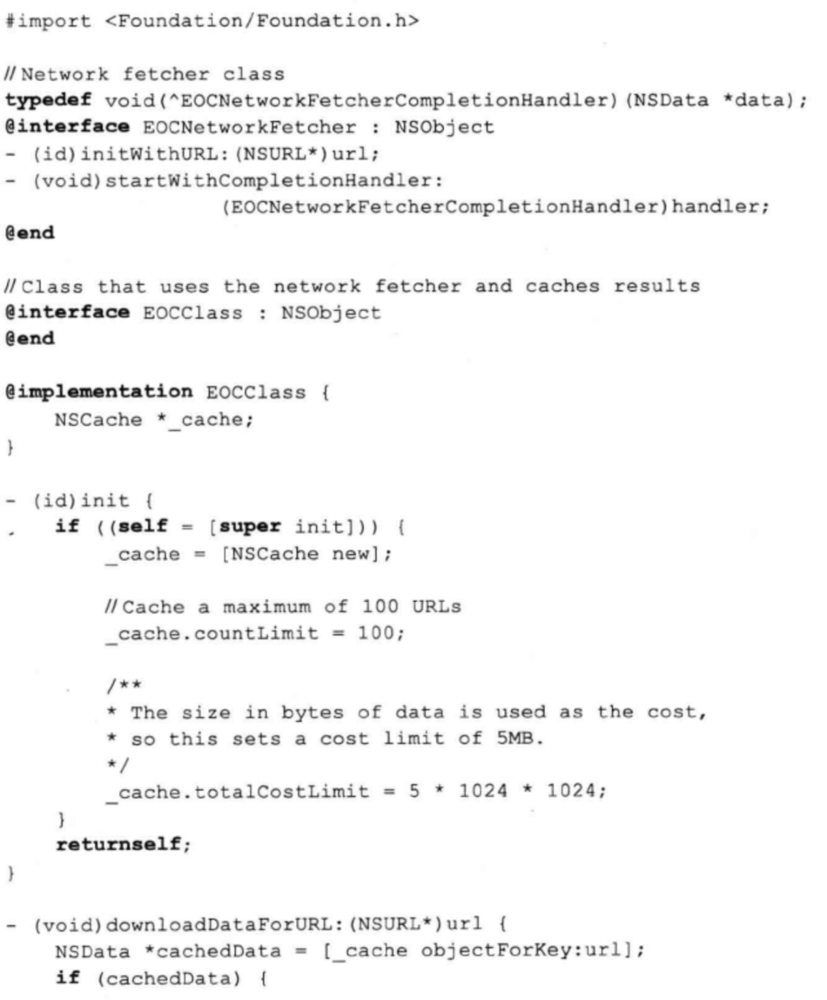 #import <Foundation/Foundation.h>
//Network fetcher class
typedef void(^EOCNetworkFetcherCompletionHandler)(NSData *data);
@interface EOCNetworkFetcher : NSObject
- (id)initWithURL:(NSURL*)url;
- (void)startWithCompletionHandler:
(EOCNetworkFetcherCompletionHandler)handler;
@end
//Class that uses the network fetcher and caches results
@interface EOCClass : NSObject
@end
@implementation EOCClass {
NSCache *_cache;
}
- (id)init {
if ((self = [super init])) {
_cache = [NSCache new];
//Cache a maximum of 100 URLs
_cache.countLimit = 100;
/**
* The size in bytes of data is used as the cost,
* so this sets a cost limit of 5MB.
*/
_cache.totalCostLimit = 5 * 1024 * 1024;
}
returnself;
}
- (void)downloadDataForURL:(NSURL*)url {
NSData *cachedData = [_cache objectForKey:url];
if (cachedData) {